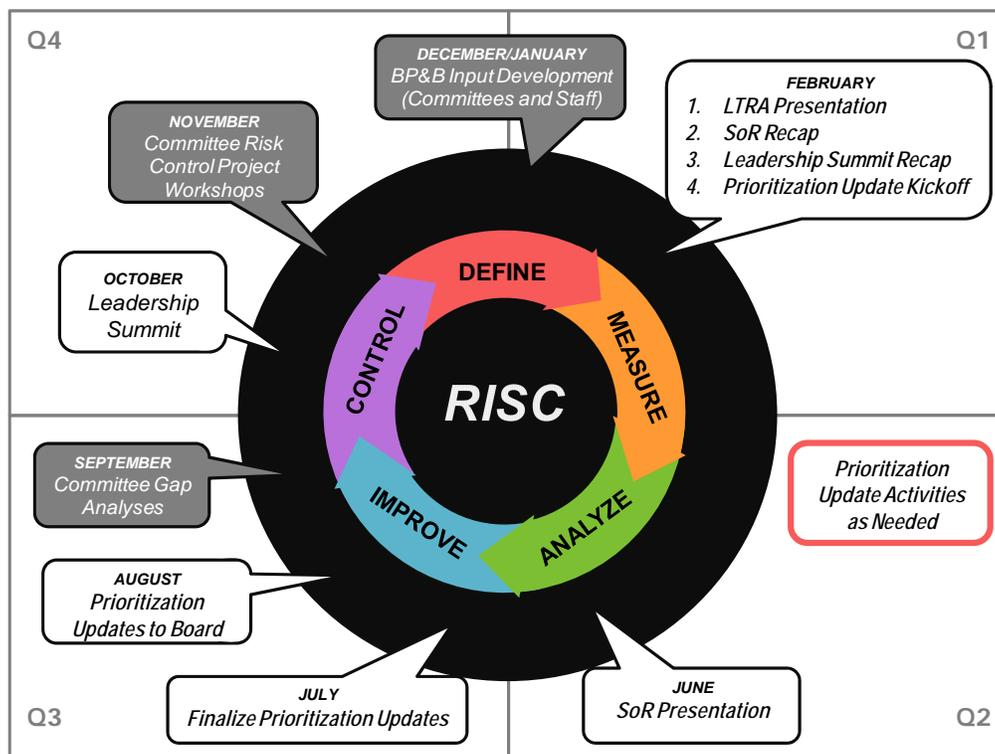 Q4
Q1
DECEMBER/JANUARY
BP&B Input Development
(Committees and Staff)
FEBRUARY
1. LTRA Presentation
2. SoR Recap
3. Leadership Summit Recap
4. Prioritization Update Kickoff
NOVEMBER
Committee Risk
Control Project
Workshops
OCTOBER
Leadership
Summit
DEFINE
MEASURE
CONTROL
RISC
ANALYZE
IMPROVE
SEPTEMBER
Committee Gap
Analyses
Prioritization
Update Activities
as Needed
AUGUST
Prioritization
Updates to Board
JULY
Finalize Prioritization Updates
JUNE
SoR Presentation
Q3
Q2